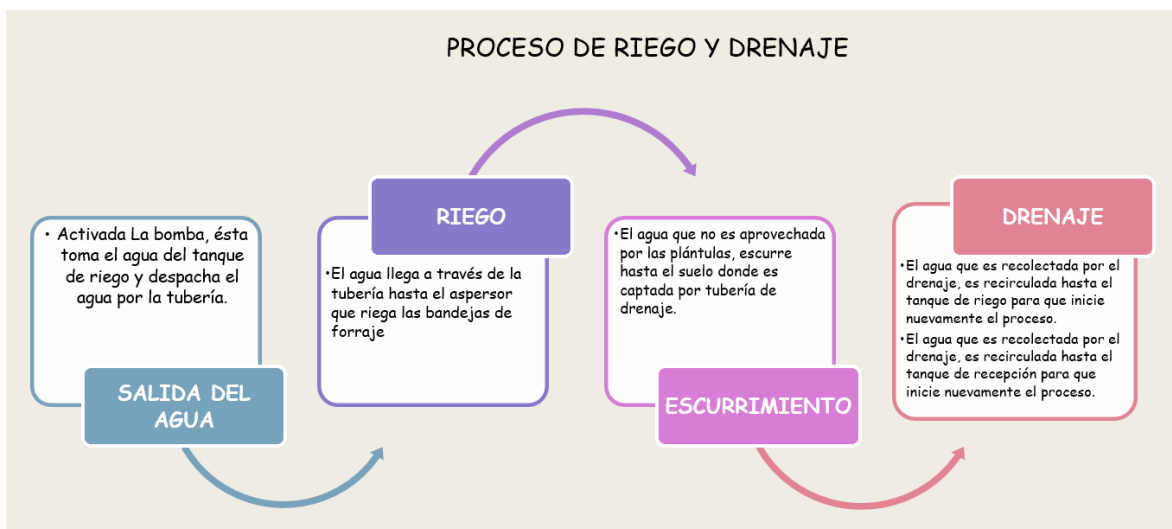 PROCESO DE RIEGO Y DRENAJE
• Activada La bomba, ésta
toma el agua del tanque
de riego y despacha el
agua por la tubería.
SALIDA DEL
AGUA
RIEGO
•El agua llega a través de la
tubería hasta el aspersor
que riega las bandejas de
forraje
•El agua que no es aprovechada
por las plántulas, escurre
hasta el suelo donde es
captada por tubería de
drenaje.
ESCURRIMIENTO
DRENAJE
•El agua que es recolectada por el
drenaje, es recirculada hasta el
tanque de riego para que inicie
nuevamente el proceso.
•El agua que es recolectada por el
drenaje, es recirculada hasta el
tanque de recepción para que
inicie nuevamente el proceso.